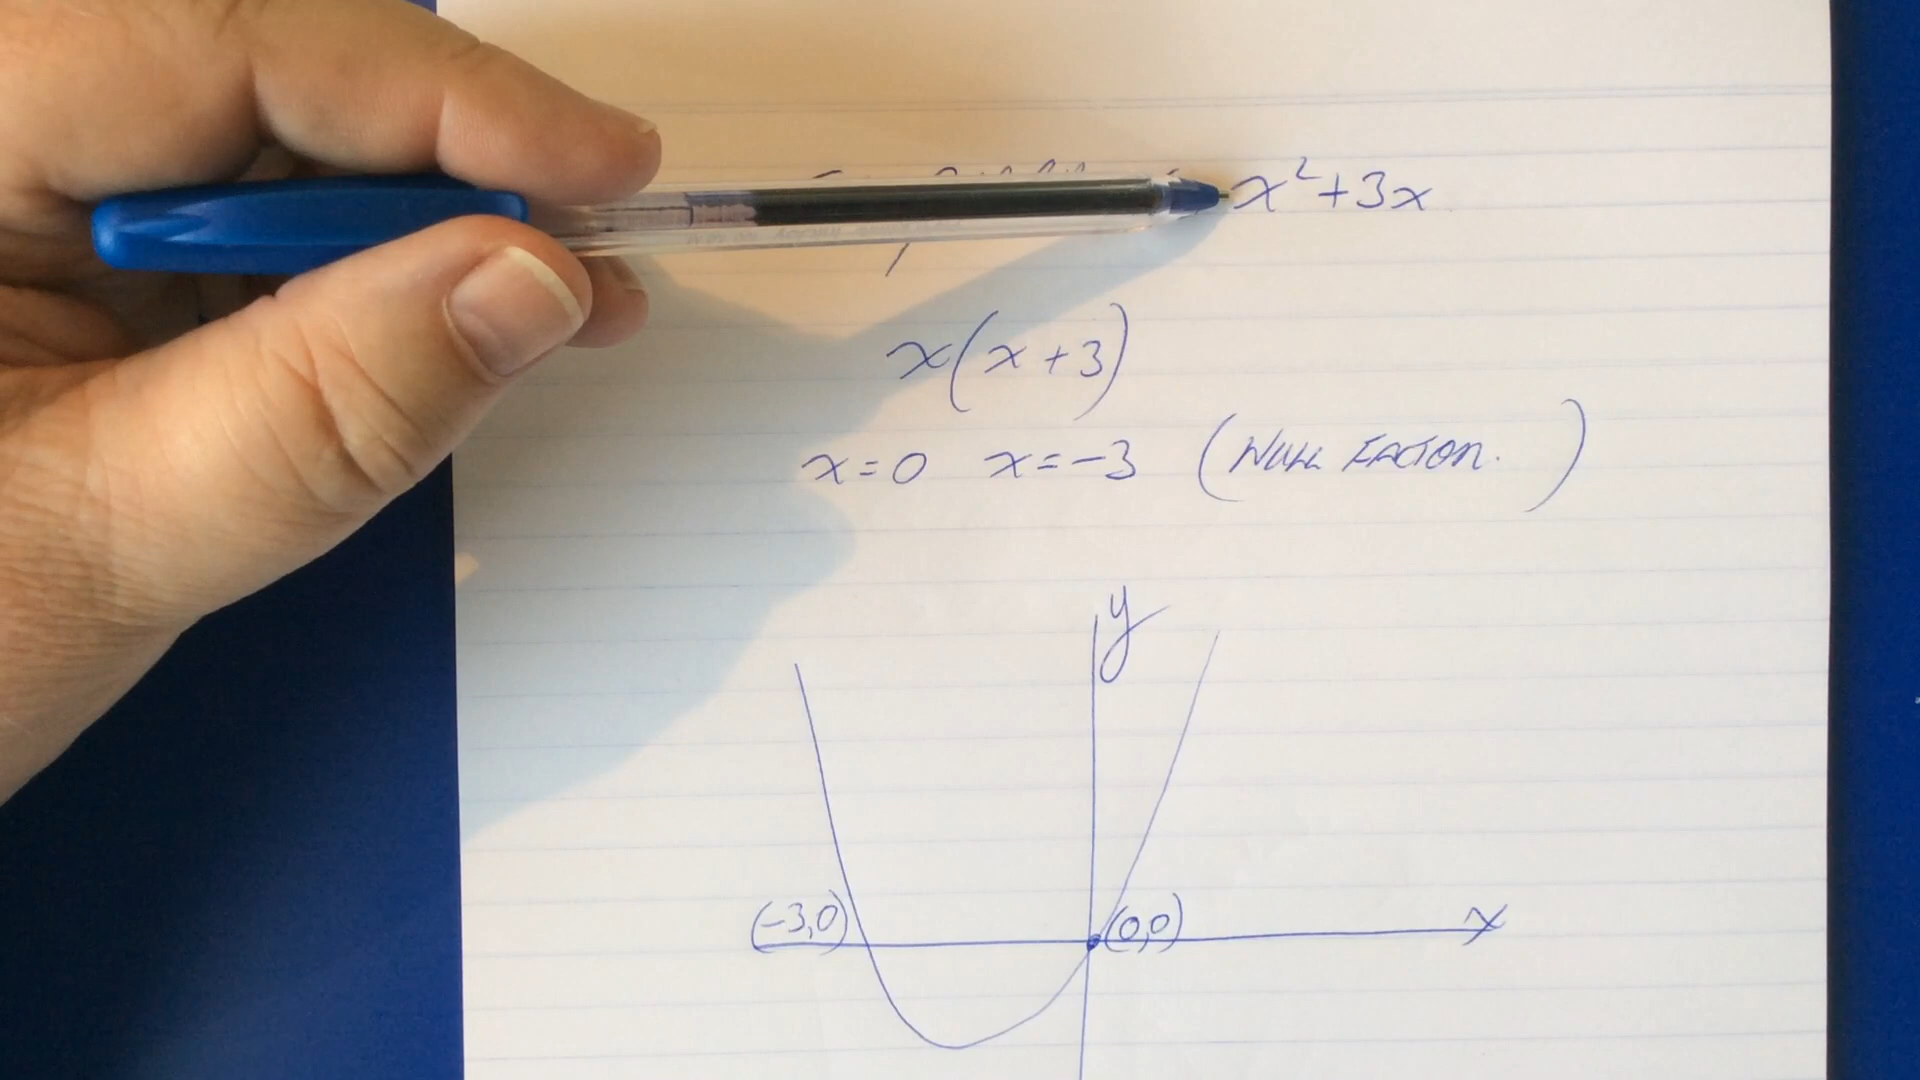 x²+3x
x(x+3)
x=0 x=-3 (NULL FACTOR.)
y
(-3,0) (0,0) x